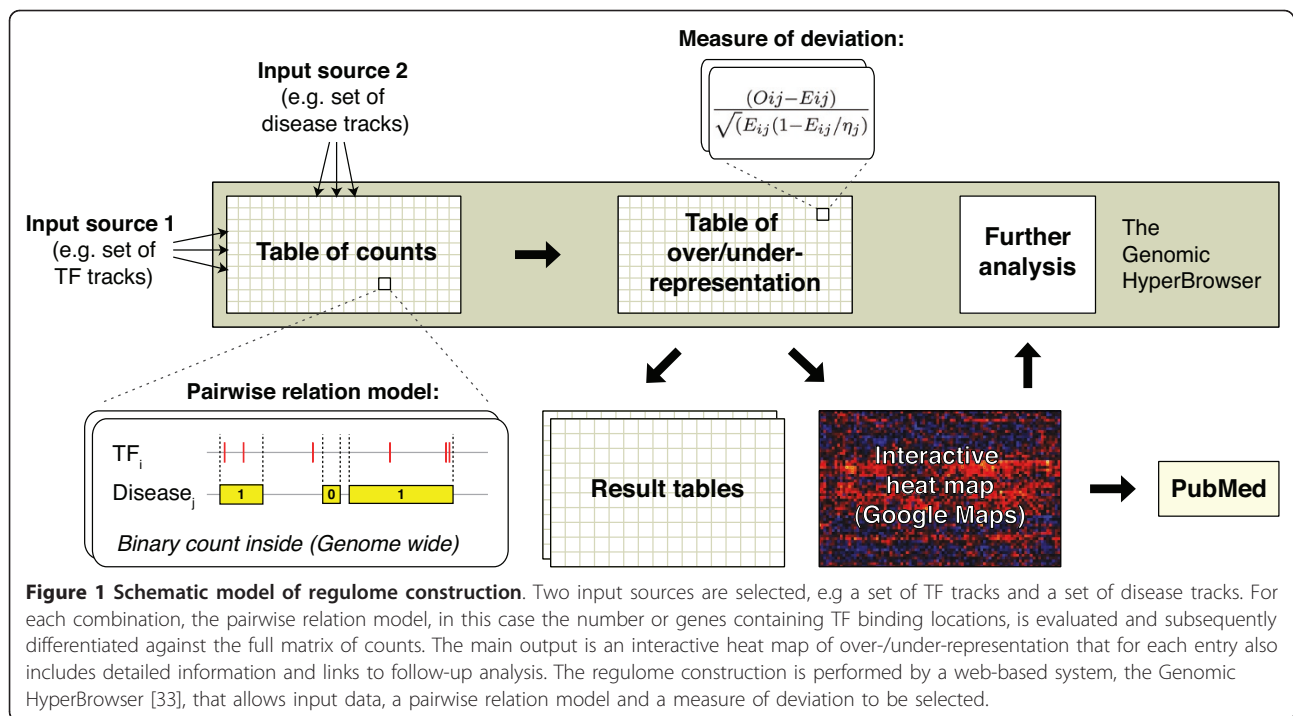 Measure of deviation:
(Oij−Eij)
√(E_ij(1−E_ij/η_j)
Input source 2
(e.g. set of
disease tracks)
Input source 1
(e.g. set of
TF tracks)
Table of counts
Table of
over/under-
representation
Further
analysis
The
Genomic
HyperBrowser
Pairwise relation model:
TF_i
Disease_j
1
0
1
Binary count inside (Genome wide)
Result tables
Interactive
heat map
(Google Maps)
PubMed
Figure 1 Schematic model of regulome construction. Two input sources are selected, e.g a set of TF tracks and a set of disease tracks. For
each combination, the pairwise relation model, in this case the number or genes containing TF binding locations, is evaluated and subsequently
differentiated against the full matrix of counts. The main output is an interactive heat map of over-/under-representation that for each entry also
includes detailed information and links to follow-up analysis. The regulome construction is performed by a web-based system, the Genomic
HyperBrowser [33], that allows input data, a pairwise relation model and a measure of deviation to be selected.